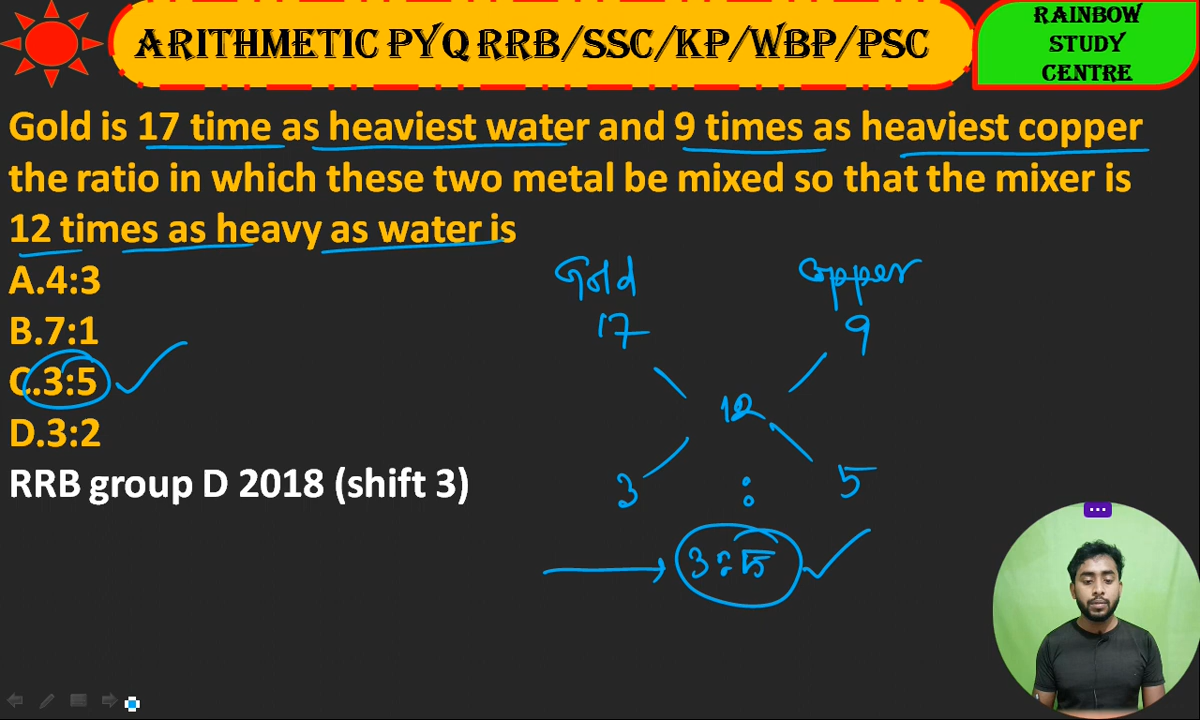 ARITHMETIC PYQ RRB/SSC/KP/WBP/PSC
RAINBOW
STUDY
CENTRE
Gold is 17 time as heaviest water and 9 times as heaviest copper
the ratio in which these two metal be mixed so that the mixer is
12 times as heavy as water is
A.4:3
B.7:1
C.3:5
D.3:2
RRB group D 2018 (shift 3)
Gold copper
17 9
12
3 : 5
3:5